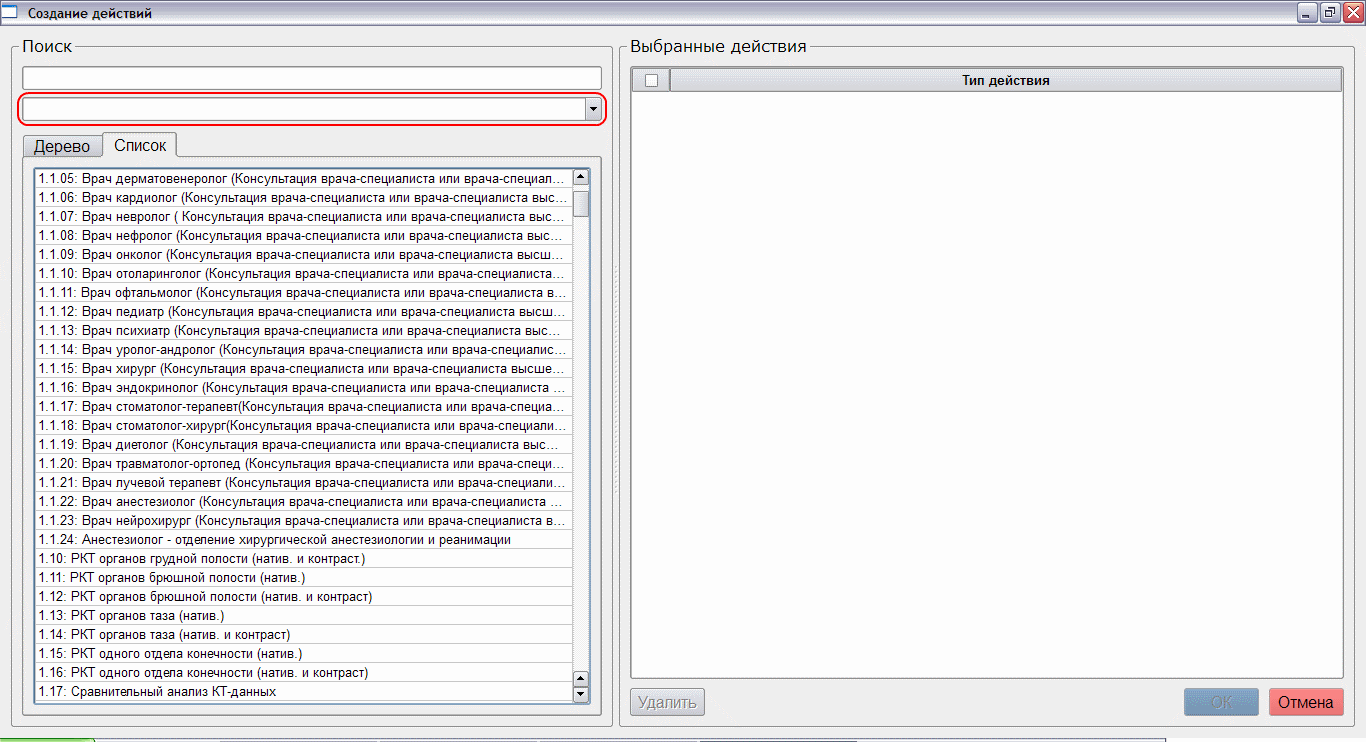 Создание действий
Поиск
Дерево
Список
1.1.05: Врач дерматовенеролог (Консультация врача-специалиста или врача-специал...
1.1.06: Врач кардиолог (Консультация врача-специалиста или врача-специалиста выс...
1.1.07: Врач невролог ( Консультация врача-специалиста или врача-специалиста выс...
1.1.08: Врач нефролог (Консультация врача-специалиста или врача-специалиста выс...
1.1.09: Врач онколог (Консультация врача-специалиста или врача-специалиста высш...
1.1.10: Врач отоларинголог (Консультация врача-специалиста или врача-специалиста...
1.1.11: Врач офтальмолог (Консультация врача-специалиста или врача-специалиста в...
1.1.12: Врач педиатр (Консультация врача-специалиста или врача-специалиста высш...
1.1.13: Врач психиатр (Консультация врача-специалиста или врача-специалиста выс...
1.1.14: Врач уролог-андролог (Консультация врача-специалиста или врача-специалис...
1.1.15: Врач хирург (Консультация врача-специалиста или врача-специалиста высше...
1.1.16: Врач эндокринолог (Консультация врача-специалиста или врача-специалиста ...
1.1.17: Врач стоматолог-терапевт(Консультация врача-специалиста или врача-специа...
1.1.18: Врач стоматолог-хирург(Консультация врача-специалиста или врача-специали...
1.1.19: Врач диетолог (Консультация врача-специалиста или врача-специалиста выс...
1.1.20: Врач травматолог-ортопед (Консультация врача-специалиста или врача-специ...
1.1.21: Врач лучевой терапевт (Консультация врача-специалиста или врача-специали...
1.1.22: Врач анестезиолог (Консультация врача-специалиста или врача-специалиста ...
1.1.23: Врач нейрохирург (Консультация врача-специалиста или врача-специалиста в...
1.1.24: Анестезиолог - отделение хирургической анестезиологии и реанимации
1.10: РКТ органов грудной полости (натив. и контраст.)
1.11: РКТ органов брюшной полости (натив.)
1.12: РКТ органов брюшной полости (натив. и контраст)
1.13: РКТ органов таза (натив.)
1.14: РКТ органов таза (натив. и контраст)
1.15: РКТ одного отдела конечности (натив.)
1.16: РКТ одного отдела конечности (натив. и контраст)
1.17: Сравнительный анализ КТ-данных
Выбранные действия
Тип действия
Удалить
ОК
Отмена